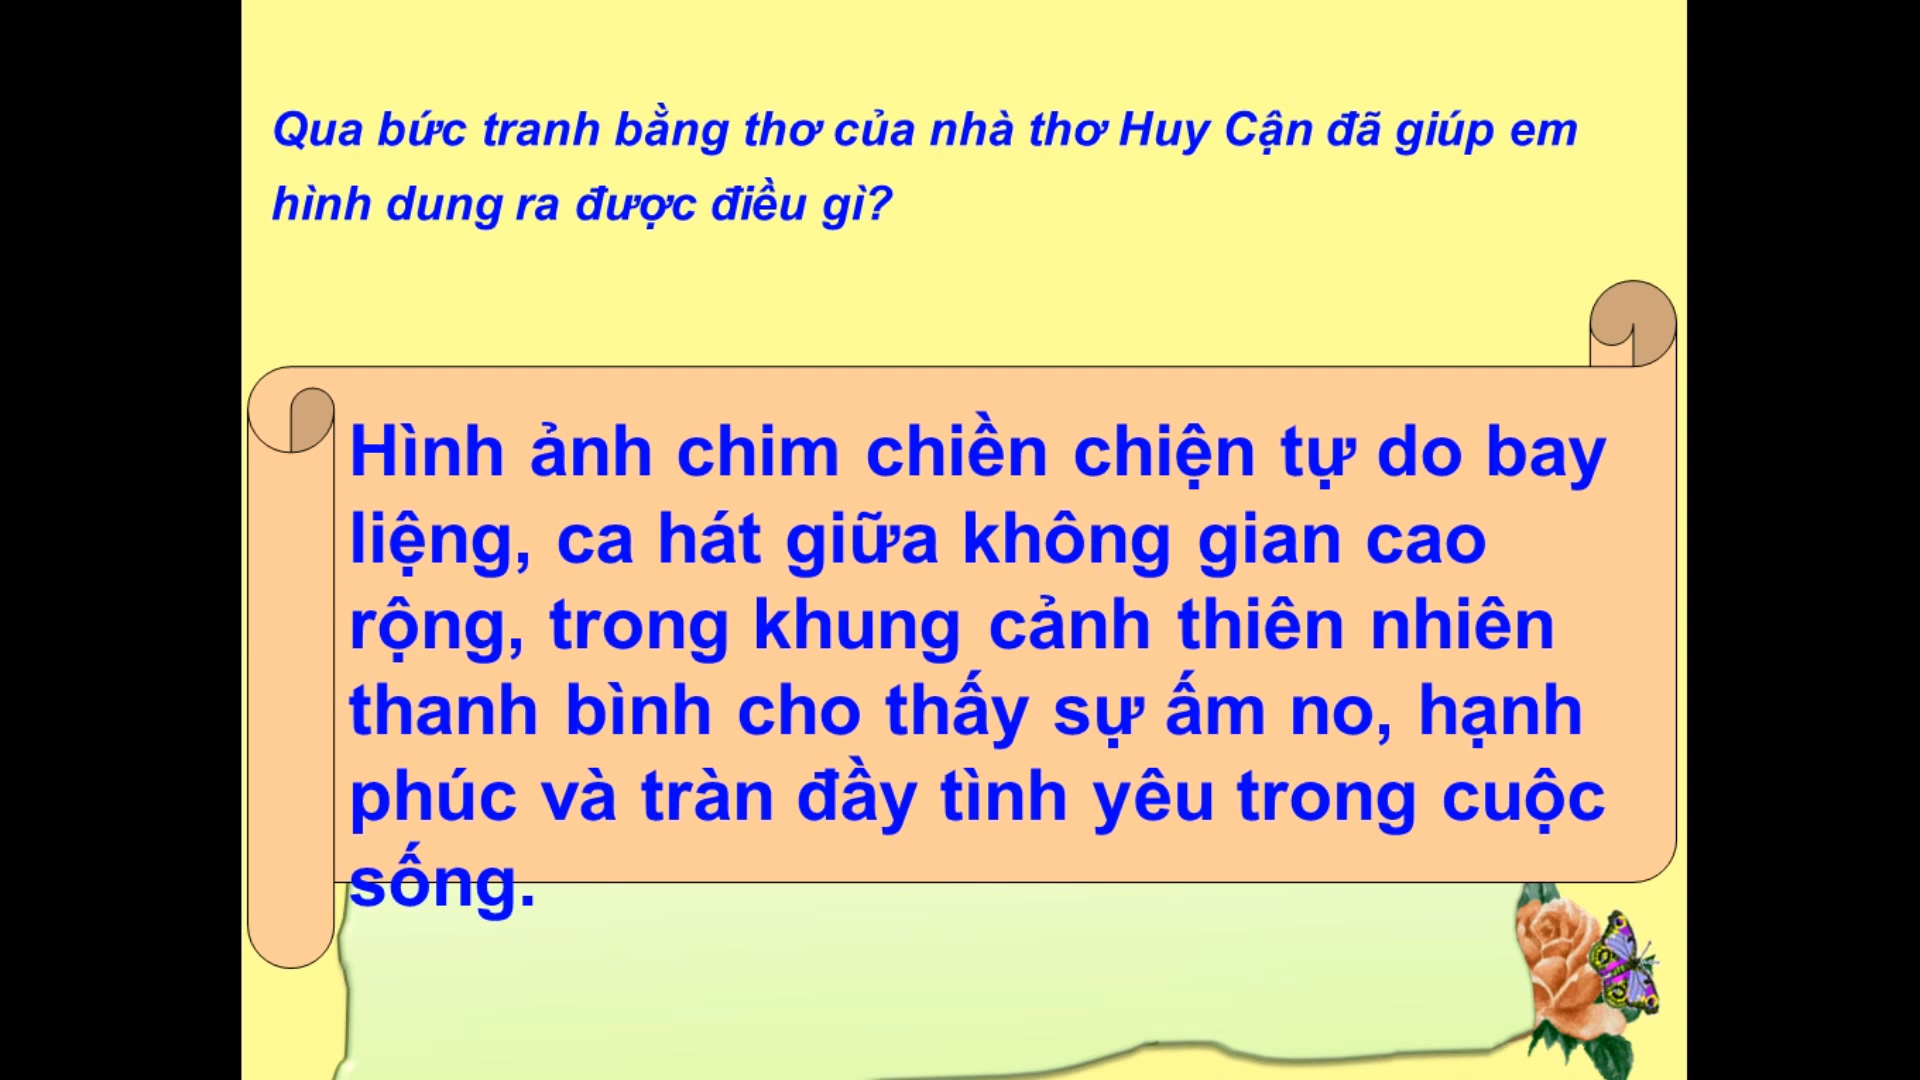 Qua bức tranh bằng thơ của nhà thơ Huy Cận đã giúp em
hình dung ra được điều gì?
Hình ảnh chim chiền chiện tự do bay
liệng, ca hát giữa không gian cao
rộng, trong khung cảnh thiên nhiên
thanh bình cho thấy sự ấm no, hạnh
phúc và tràn đầy tình yêu trong cuộc
sống.